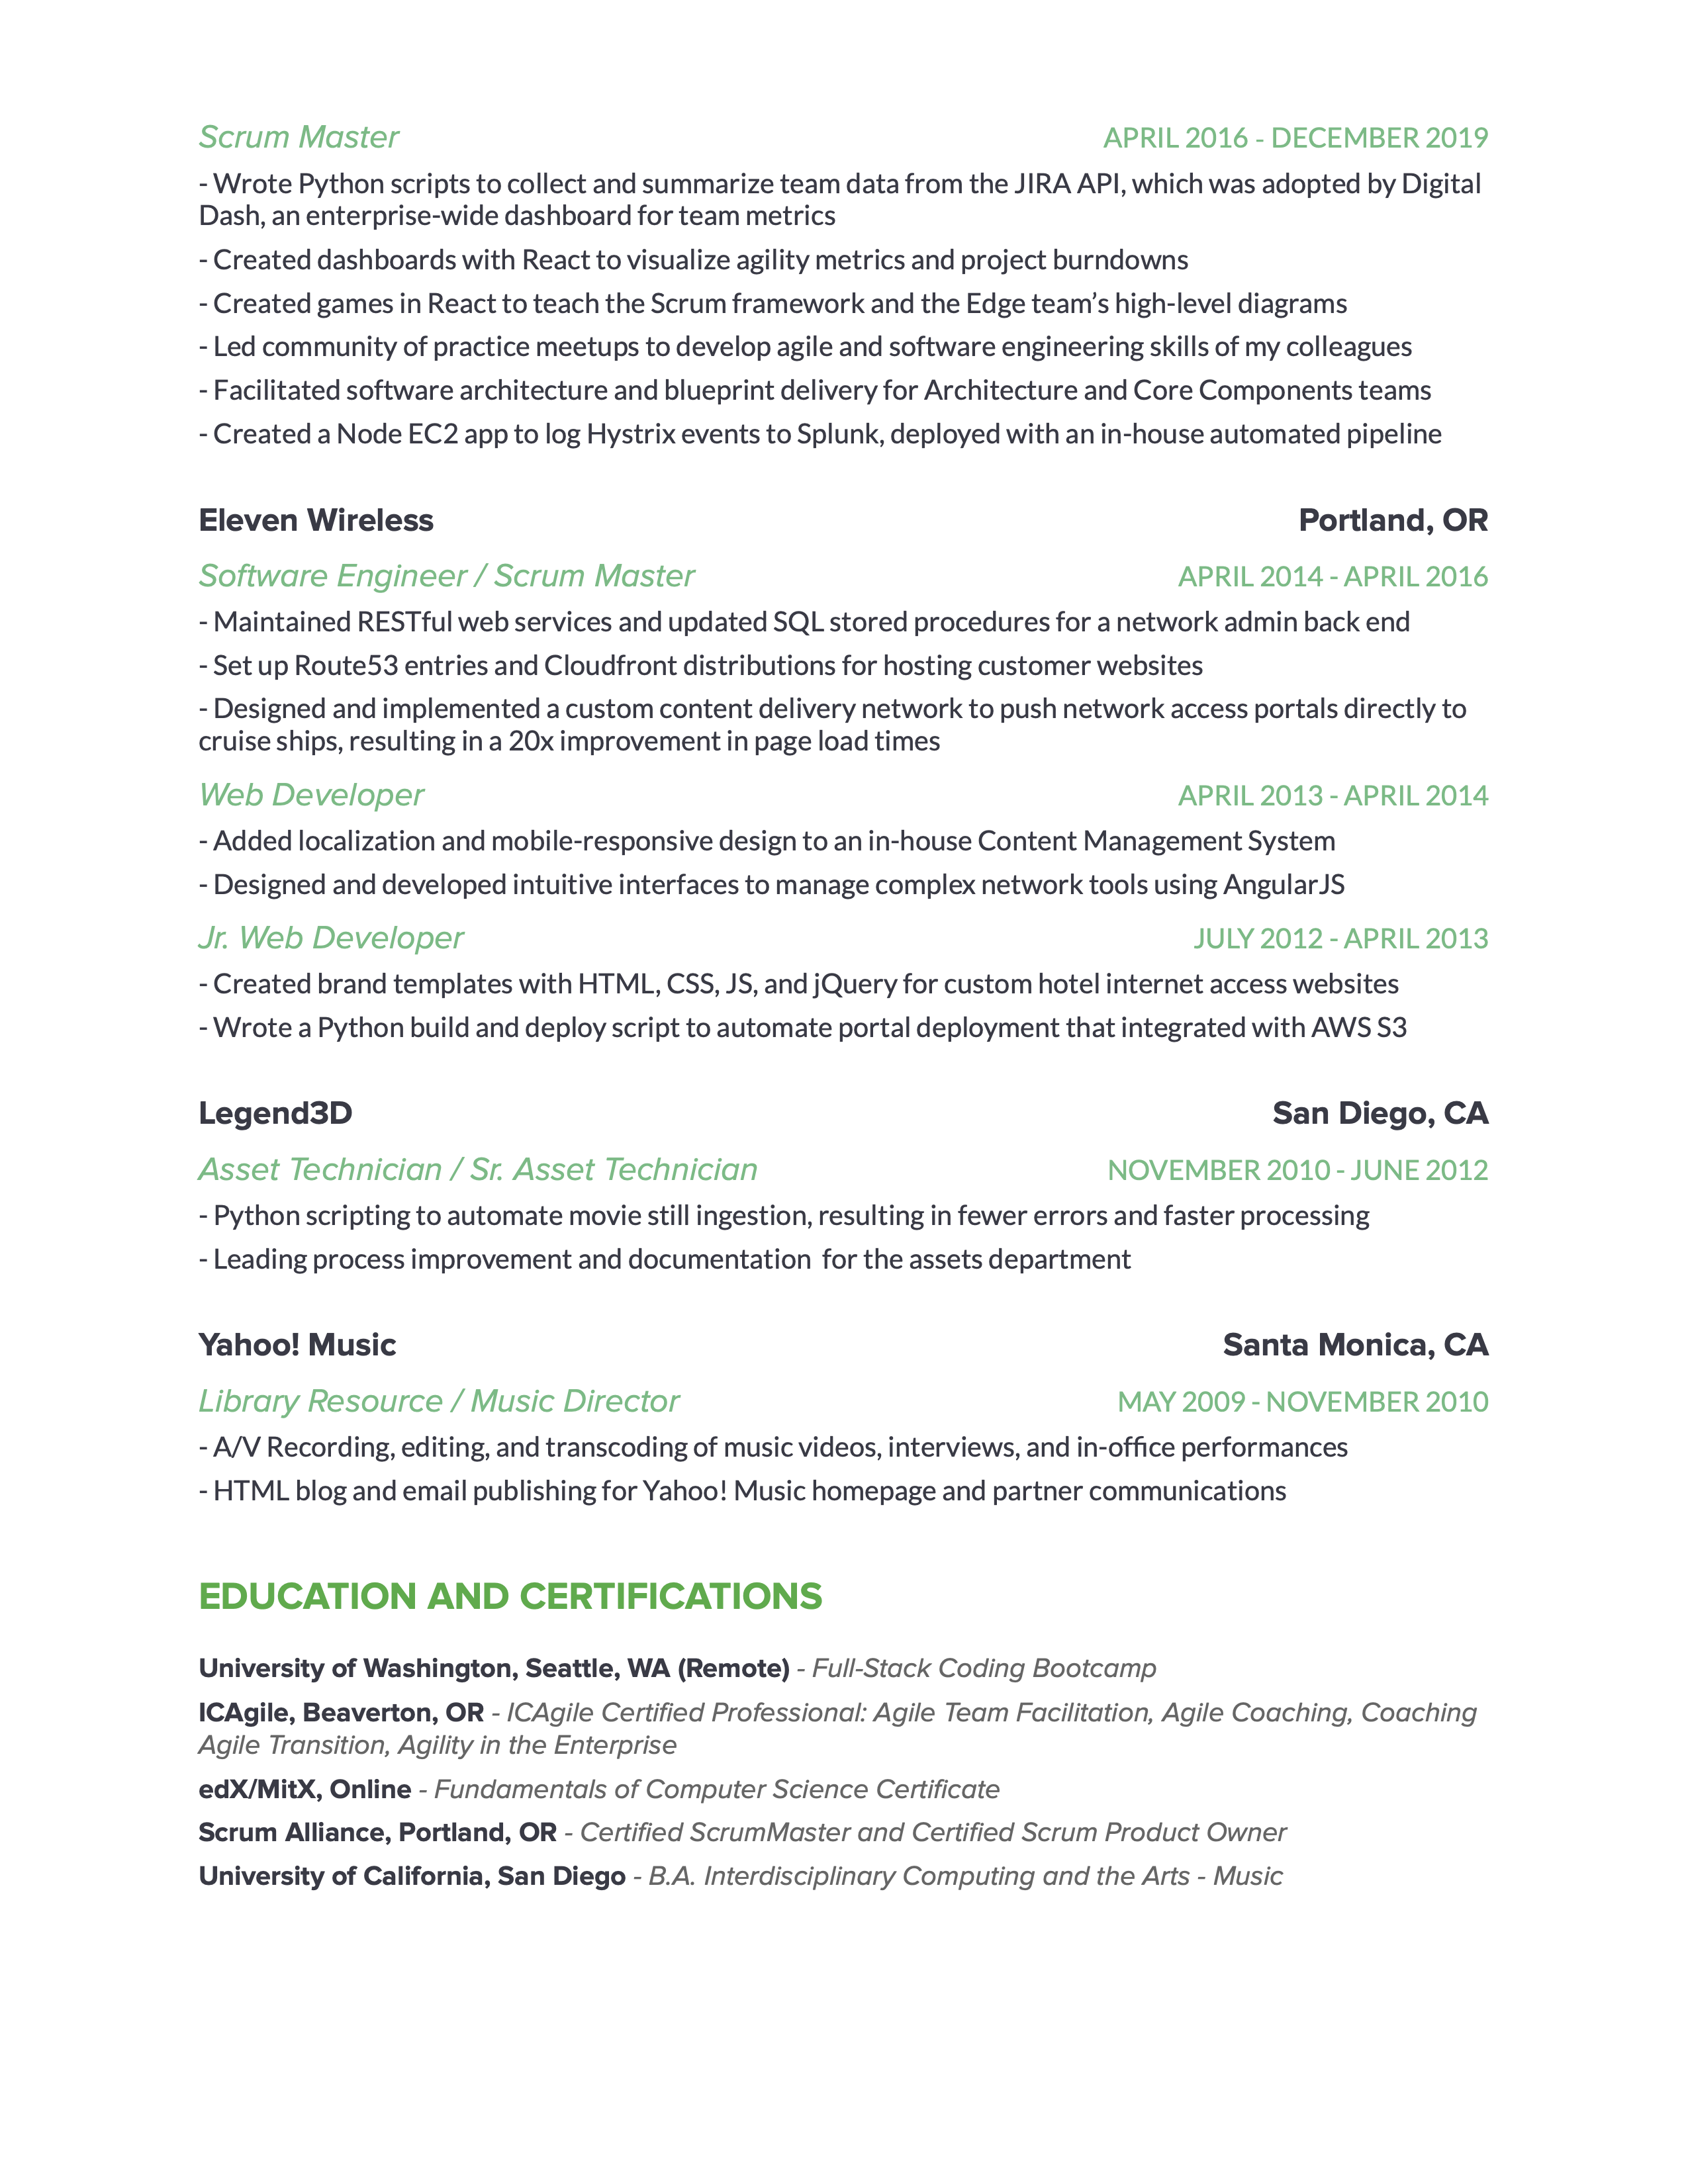 Scrum Master APRIL 2016 - DECEMBER 2019
- Wrote Python scripts to collect and summarize team data from the JIRA API, which was adopted by Digital
Dash, an enterprise-wide dashboard for team metrics
- Created dashboards with React to visualize agility metrics and project burndowns
- Created games in React to teach the Scrum framework and the Edge team’s high-level diagrams
- Led community of practice meetups to develop agile and software engineering skills of my colleagues
- Facilitated software architecture and blueprint delivery for Architecture and Core Components teams
- Created a Node EC2 app to log Hystrix events to Splunk, deployed with an in-house automated pipeline
Eleven Wireless Portland, OR
Software Engineer / Scrum Master APRIL 2014 - APRIL 2016
- Maintained RESTful web services and updated SQL stored procedures for a network admin back end
- Set up Route53 entries and Cloudfront distributions for hosting customer websites
- Designed and implemented a custom content delivery network to push network access portals directly to
cruise ships, resulting in a 20x improvement in page load times
Web Developer APRIL 2013 - APRIL 2014
- Added localization and mobile-responsive design to an in-house Content Management System
- Designed and developed intuitive interfaces to manage complex network tools using AngularJS
Jr. Web Developer JULY 2012 - APRIL 2013
- Created brand templates with HTML, CSS, JS, and jQuery for custom hotel internet access websites
- Wrote a Python build and deploy script to automate portal deployment that integrated with AWS S3
Legend3D San Diego, CA
Asset Technician / Sr. Asset Technician NOVEMBER 2010 - JUNE 2012
- Python scripting to automate movie still ingestion, resulting in fewer errors and faster processing
- Leading process improvement and documentation  for the assets department
Yahoo! Music Santa Monica, CA
Library Resource / Music Director MAY 2009 - NOVEMBER 2010
- A/V Recording, editing, and transcoding of music videos, interviews, and in-office performances
- HTML blog and email publishing for Yahoo! Music homepage and partner communications
EDUCATION AND CERTIFICATIONS
University of Washington, Seattle, WA (Remote) - Full-Stack Coding Bootcamp
ICAgile, Beaverton, OR - ICAgile Certified Professional: Agile Team Facilitation, Agile Coaching, Coaching
Agile Transition, Agility in the Enterprise
edX/MitX, Online - Fundamentals of Computer Science Certificate
Scrum Alliance, Portland, OR - Certified ScrumMaster and Certified Scrum Product Owner
University of California, San Diego - B.A. Interdisciplinary Computing and the Arts - Music